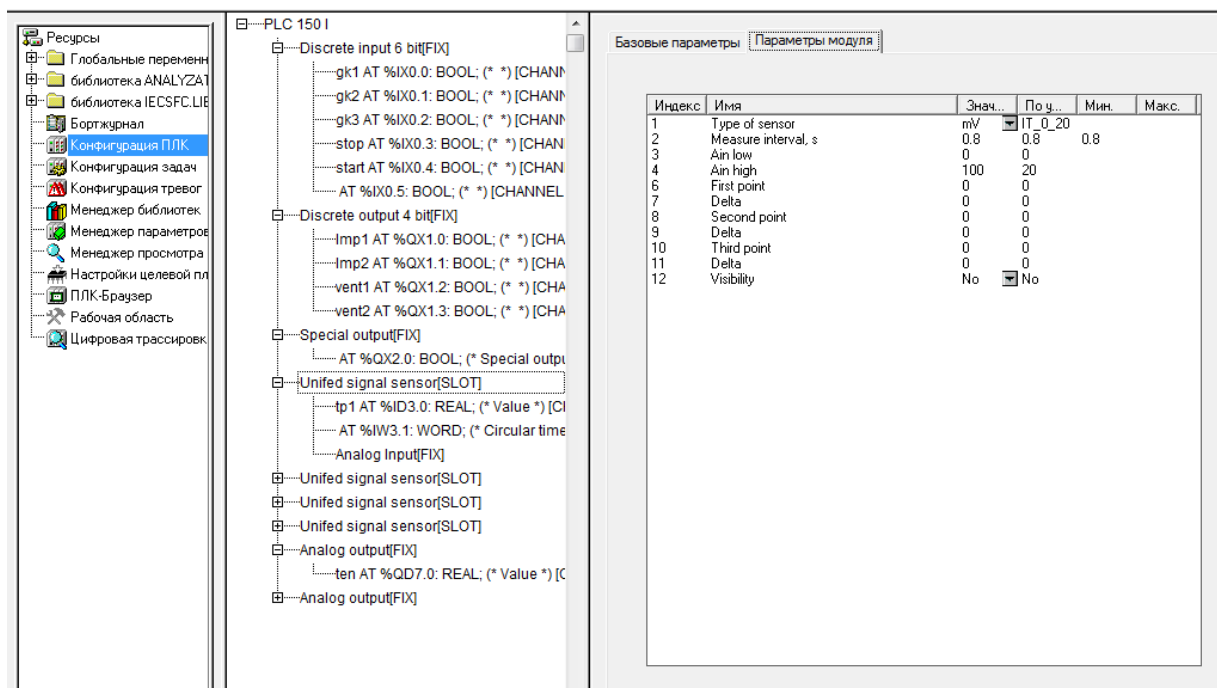 Ресурсы
Глобальные переменн
библиотека ANALYZAT
библиотека IECSFC.LIE
Бортжурнал
Конфигурация ПЛК
Конфигурация задач
Конфигурация тревог
Менеджер библиотек
Менеджер параметров
Менеджер просмотра
Настройки целевой пл
ПЛК-Браузер
Рабочая область
Цифровая трассировк
PLC 150 I
Discrete input 6 bit[FIX]
gk1 AT %IX0.0: BOOL; (* *) [CHANN
gk2 AT %IX0.1: BOOL; (* *) [CHANN
gk3 AT %IX0.2: BOOL; (* *) [CHANN
stop AT %IX0.3: BOOL; (* *) [CHAN
start AT %IX0.4: BOOL; (* *) [CHAN
AT %IX0.5: BOOL; (* *) [CHANNEL
Discrete output 4 bit[FIX]
Imp1 AT %QX1.0: BOOL; (* *) [CHA
Imp2 AT %QX1.1: BOOL; (* *) [CHA
vent1 AT %QX1.2: BOOL; (* *) [CHA
vent2 AT %QX1.3: BOOL; (* *) [CHA
Special output[FIX]
AT %QX2.0: BOOL; (* Special outpu
Unifed signal sensor[SLOT]
tp1 AT %ID3.0: REAL; (* Value *) [CI
AT %IW3.1: WORD; (* Circular time
Analog Input[FIX]
Unifed signal sensor[SLOT]
Unifed signal sensor[SLOT]
Unifed signal sensor[SLOT]
Analog output[FIX]
ten AT %QD7.0: REAL; (* Value *) [C
Analog output[FIX]
Базовые параметры Параметры модуля
Индекс Имя Знач... По у... Мин. Макс.
1 Type of sensor mV IT_0_20
2 Measure interval, s 0.8 0.8 0.8
3 Ain low 0 0
4 Ain high 100 20
6 First point 0 0
7 Delta 0 0
8 Second point 0 0
9 Delta 0 0
10 Third point 0 0
11 Delta 0 0
12 Visibility No No